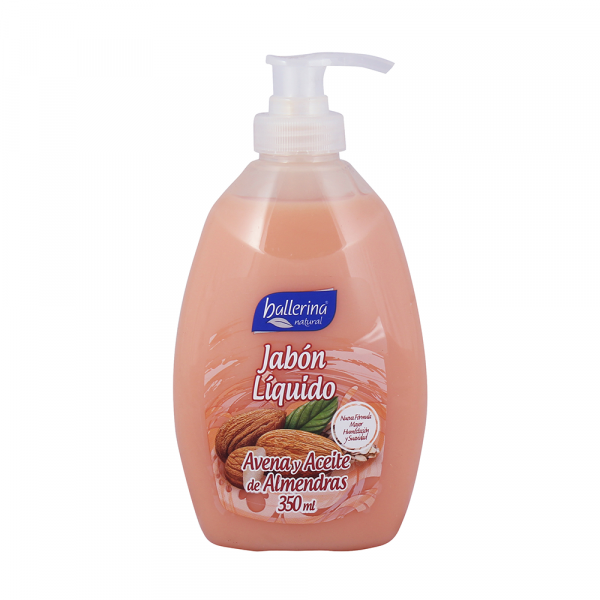 ballerina
natural
Jabón
Líquido
Nueva Fórmula
Mayor
Humectación
y Suavidad
Avena y Aceite
de Almendras
350 ml